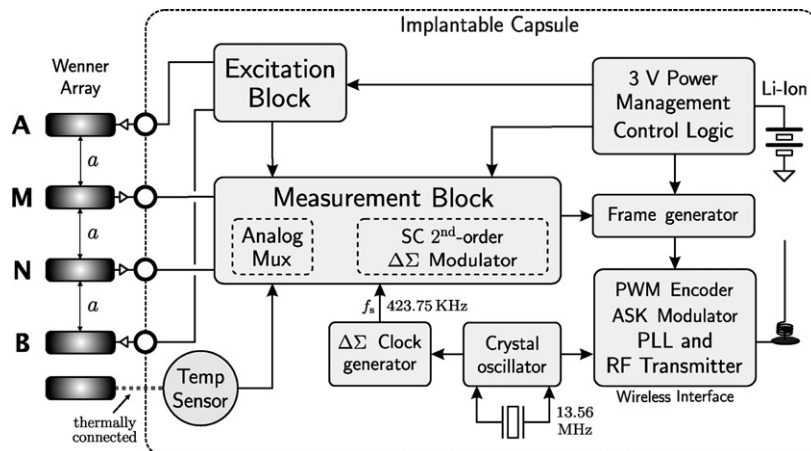 Implantable Capsule
Wenner
Array
A
a
M
a
N
a
B
thermally
connected
Excitation
Block
3 V Power
Management
Control Logic
Li-Ion
Measurement Block
Analog
Mux
SC 2nd-order
ΔΣ Modulator
Frame generator
fs 423.75 KHz
PWM Encoder
ASK Modulator
PLL and
RF Transmitter
Wireless Interface
Temp
Sensor
ΔΣ Clock
generator
Crystal
oscillator
13.56
MHz